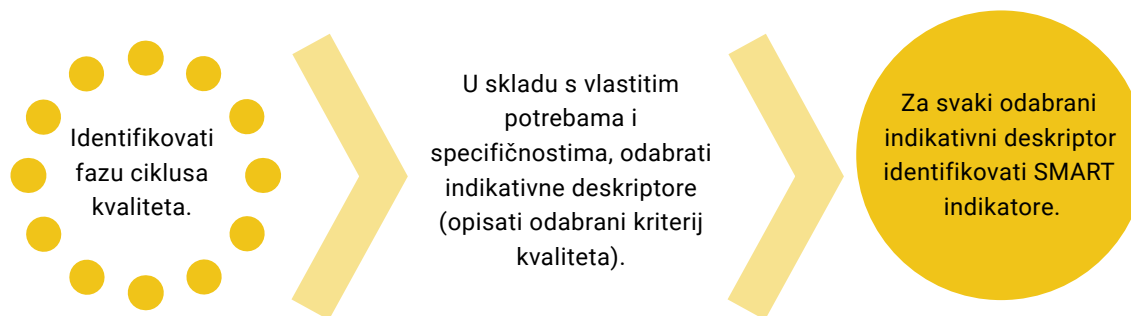 Identifikovati
fazu ciklusa
kvaliteta.
U skladu s vlastitim
potrebama i
specifičnostima, odabrati
indikativne deskriptore
(opisati odabrani kriterij
kvaliteta).
Za svaki odabrani
indikativni deskriptor
identifikovati SMART
indikatore.